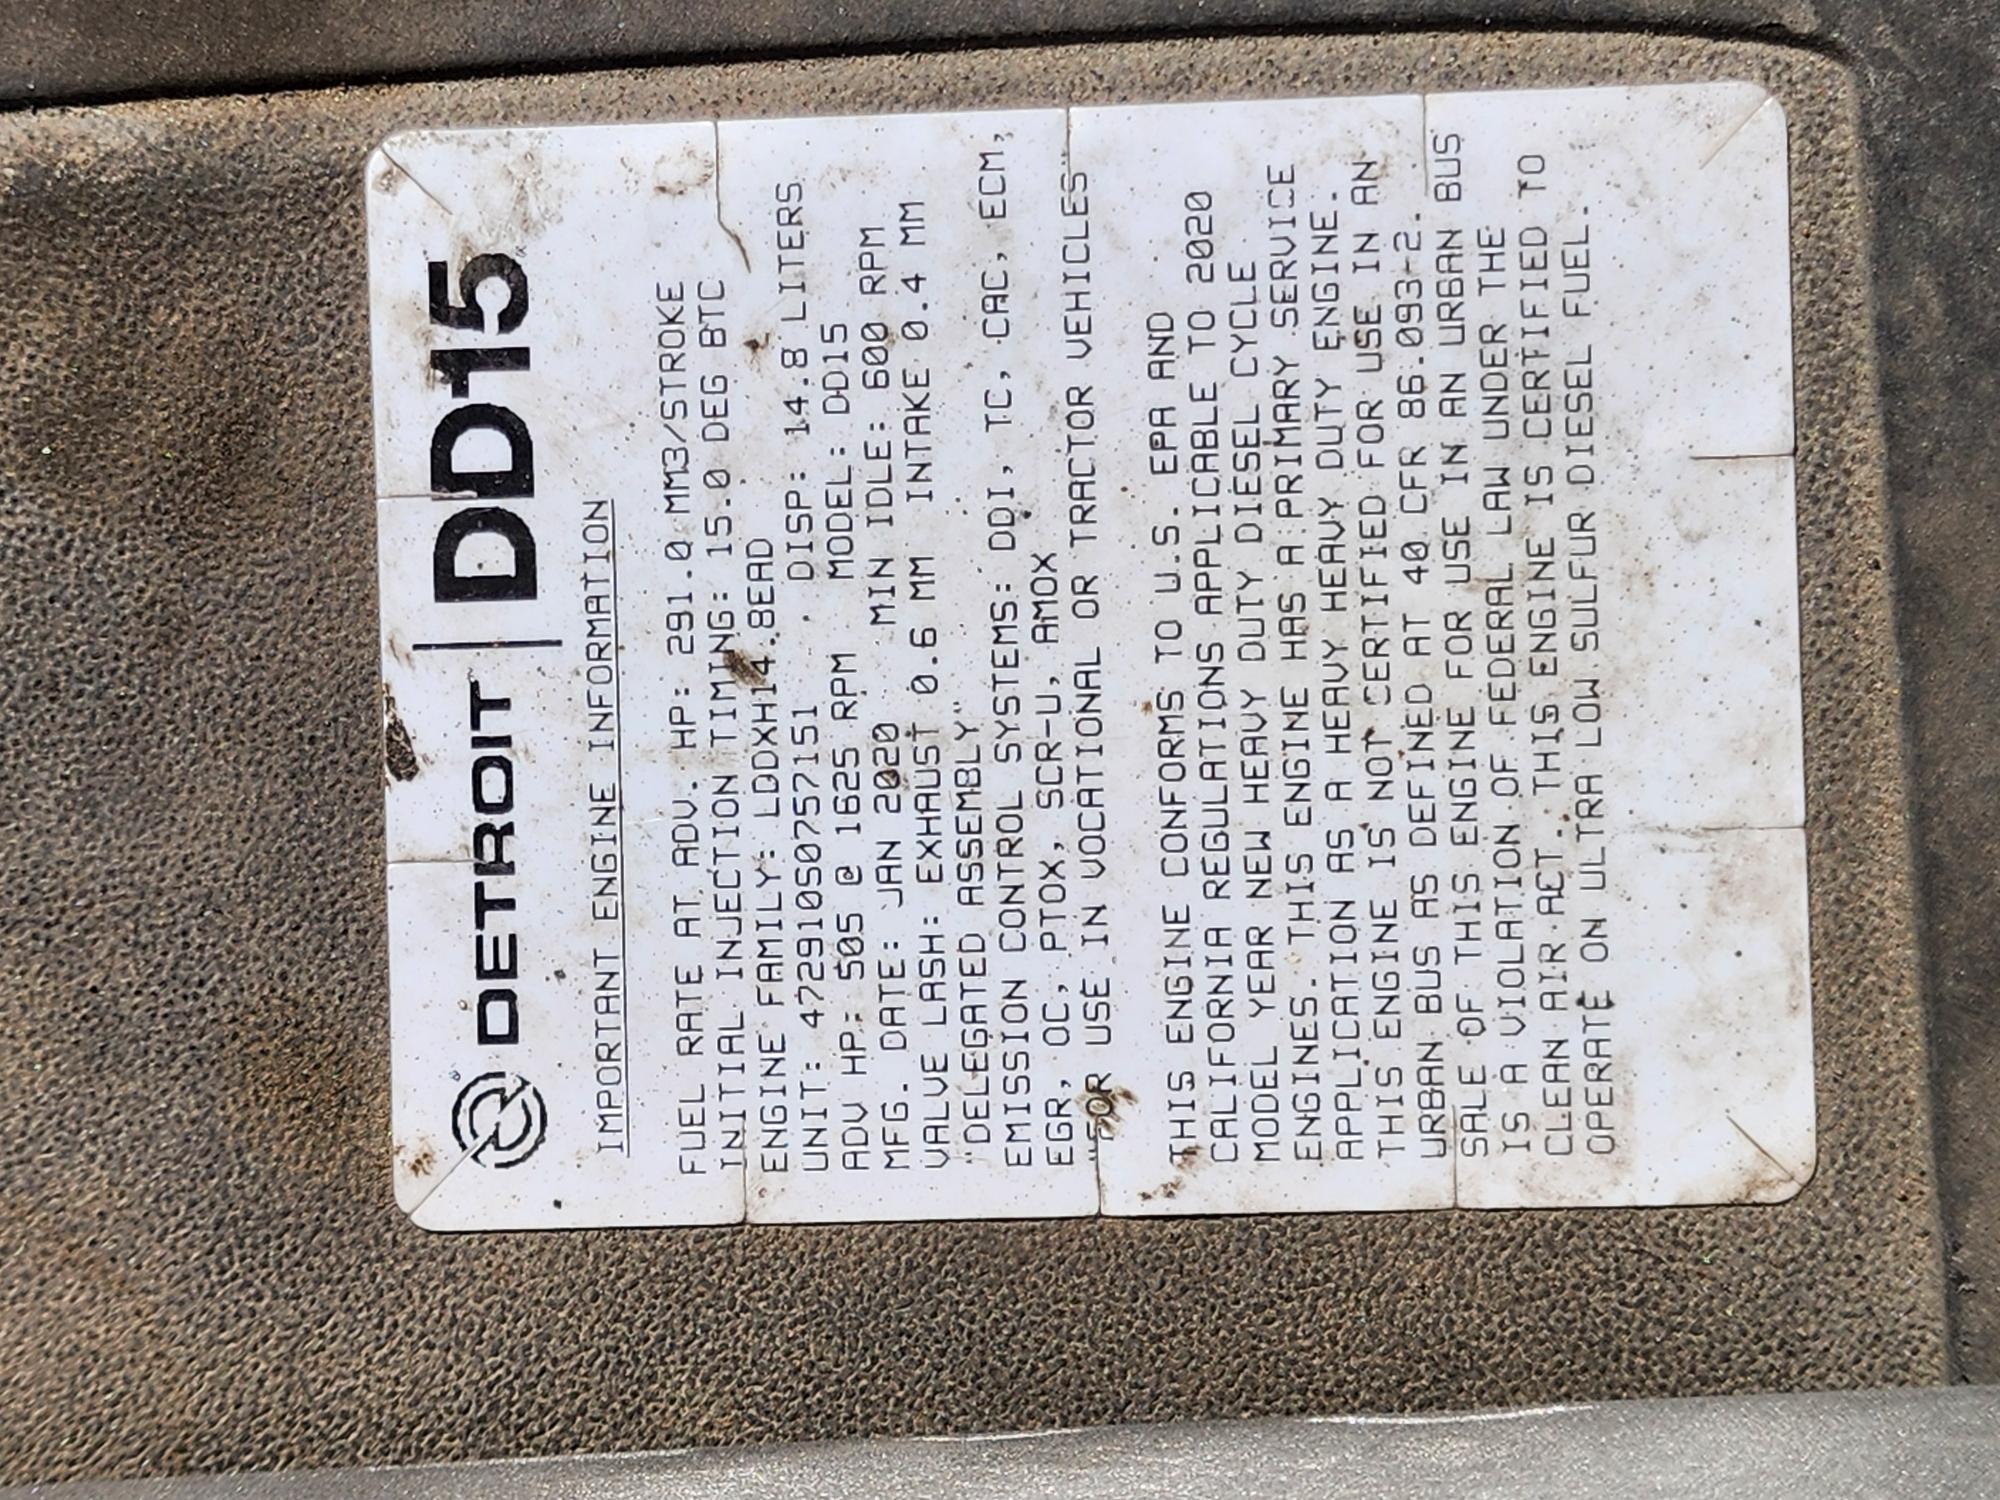 DETROIT | DD15
IMPORTANT ENGINE INFORMATION
FUEL RATE AT ADV. HP: 291.0 MM3/STROKE
INITIAL INJECTION TIMING: 15.0 DEG BTC
ENGINE FAMILY: LDDXH14.8EAD
UNIT: 472910S0757151 DISP: 14.8 LITERS
ADV HP: 505 @ 1625 RPM MODEL: DD15
MFG. DATE: JAN 2020 MIN IDLE: 600 RPM
VALVE LASH: EXHAUST 0.6 MM INTAKE 0.4 MM
"DELEGATED ASSEMBLY"
EMISSION CONTROL SYSTEMS: DDI, TC, CAC, ECM,
EGR, OC, PTOX, SCR-U, AMOX
"FOR USE IN VOCATIONAL OR TRACTOR VEHICLES"
THIS ENGINE CONFORMS TO U.S. EPA AND
CALIFORNIA REGULATIONS APPLICABLE TO 2020
MODEL YEAR NEW HEAVY DUTY DIESEL CYCLE
ENGINES. THIS ENGINE HAS A PRIMARY SERVICE
APPLICATION AS A HEAVY HEAVY DUTY ENGINE.
THIS ENGINE IS NOT CERTIFIED FOR USE IN AN
URBAN BUS AS DEFINED AT 40 CFR 86.093-2.
SALE OF THIS ENGINE FOR USE IN AN URBAN BUS
IS A VIOLATION OF FEDERAL LAW UNDER THE
CLEAN AIR ACT. THIS ENGINE IS CERTIFIED TO
OPERATE ON ULTRA LOW SULFUR DIESEL FUEL.